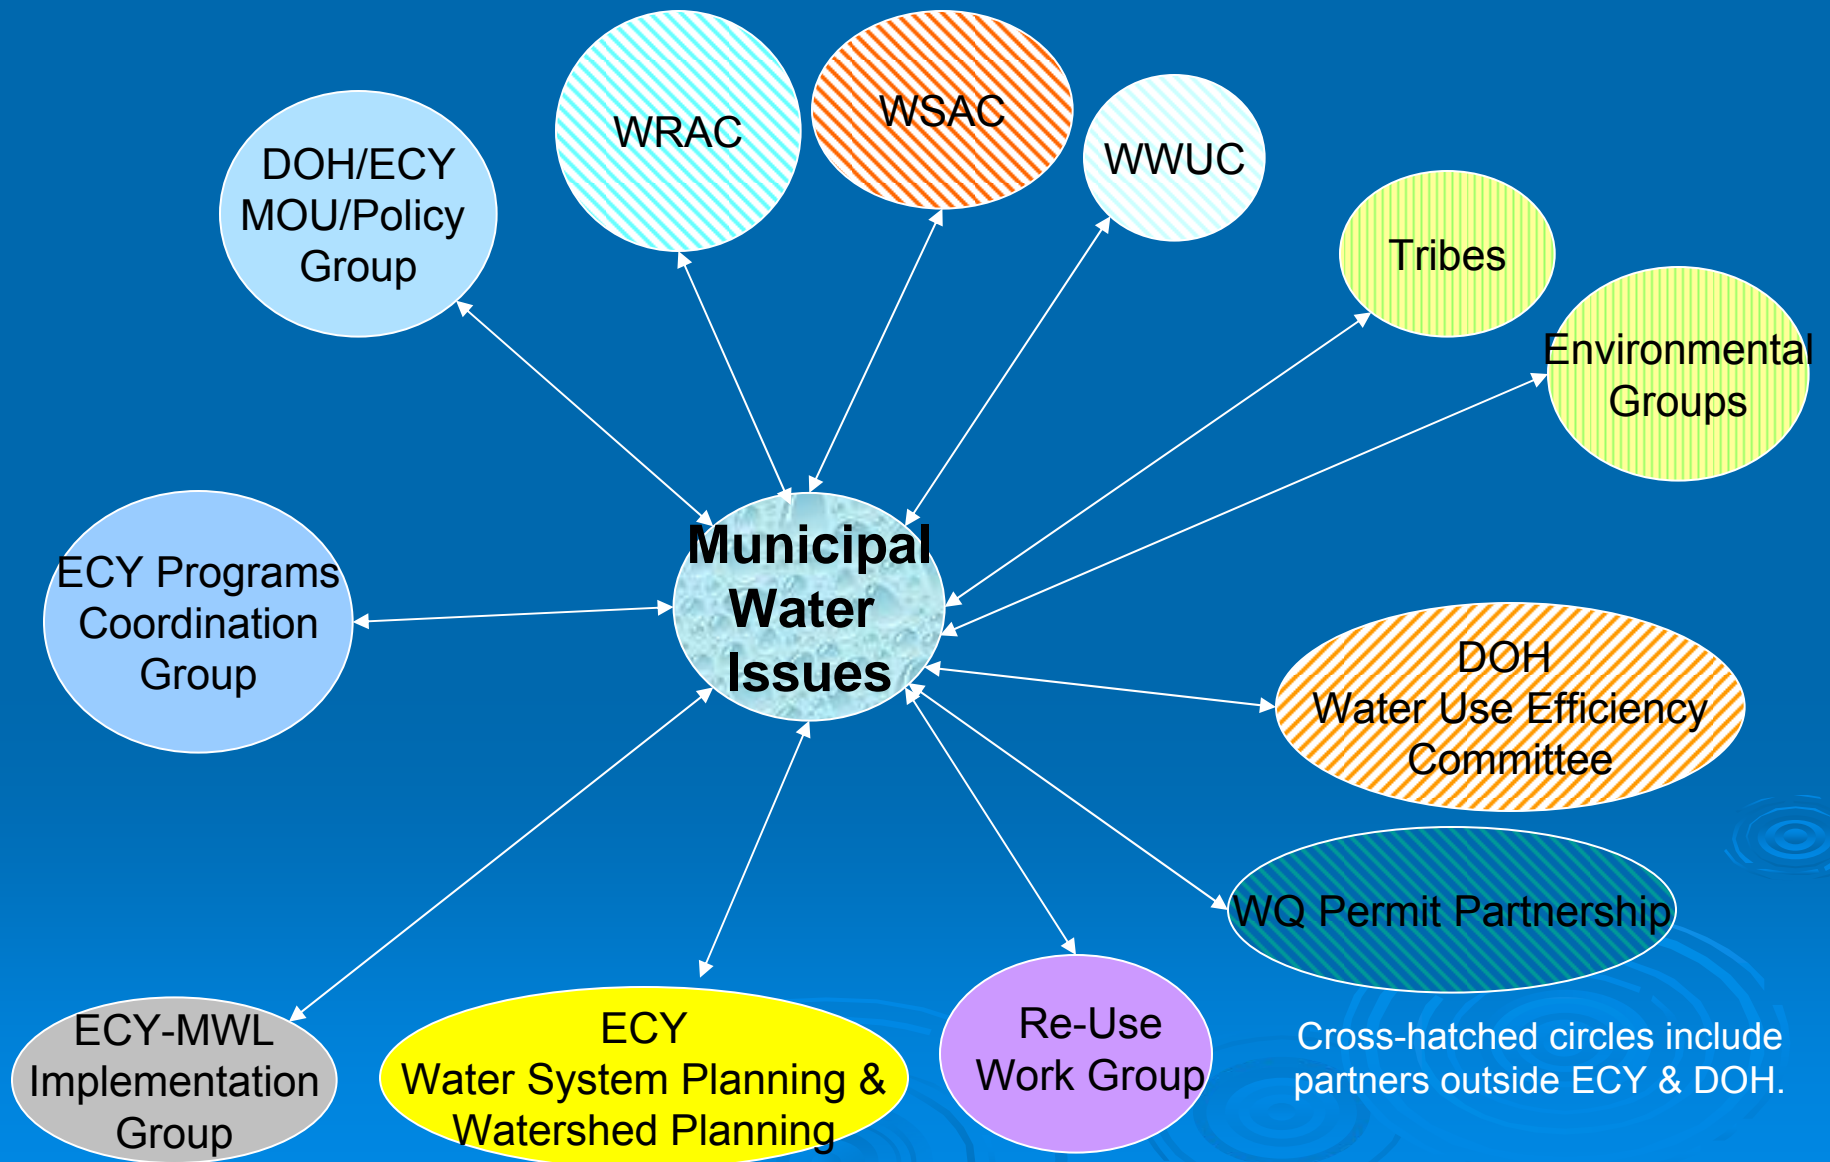 WRAC
WSAC
WWUC
DOH/ECY
MOU/Policy
Group
Tribes
Environmental
Groups
Municipal
Water
Issues
ECY Programs
Coordination
Group
DOH
Water Use Efficiency
Committee
WQ Permit Partnership
ECY-MWL
Implementation
Group
ECY
Water System Planning &
Watershed Planning
Re-Use
Work Group
Cross-hatched circles include
partners outside ECY & DOH.